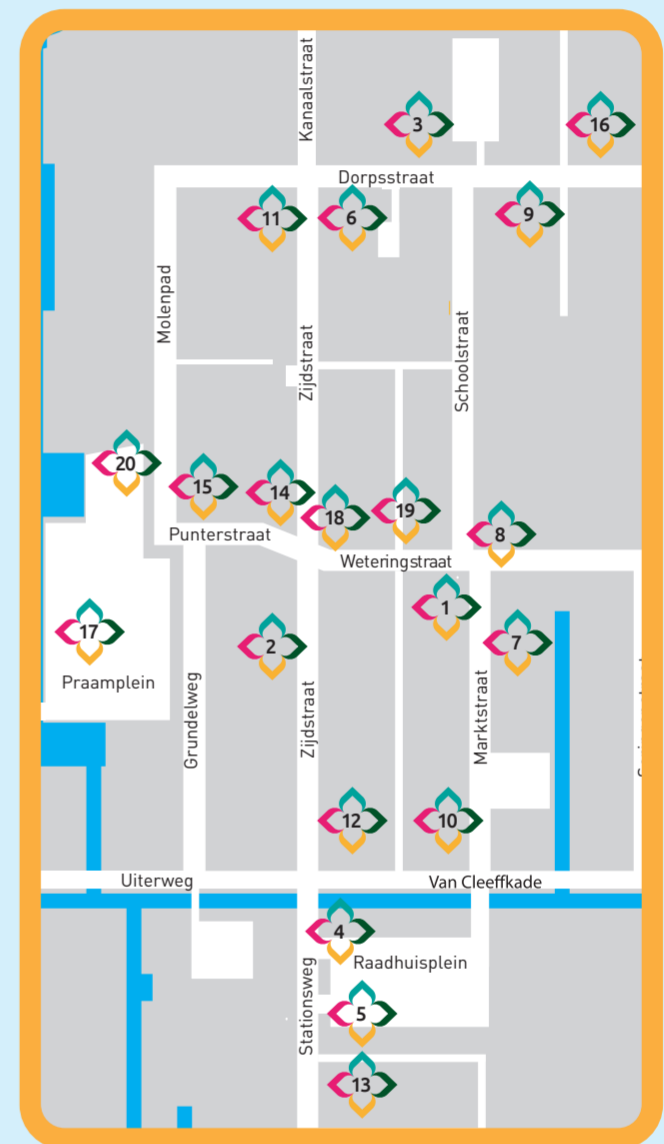 Kanaalstraat
3
16
Dorpsstraat
11
6
9
Molenpad
Zijdstraat
Schoolstraat
20
15
14
18
19
8
Punterstraat
Weteringstraat
1
17
2
7
Praamplein
Grundelweg
Zijdstraat
Marktstraat
12
10
Uiterweg
Van Cleeffkade
4
Raadhuisplein
Stationsweg
5
13